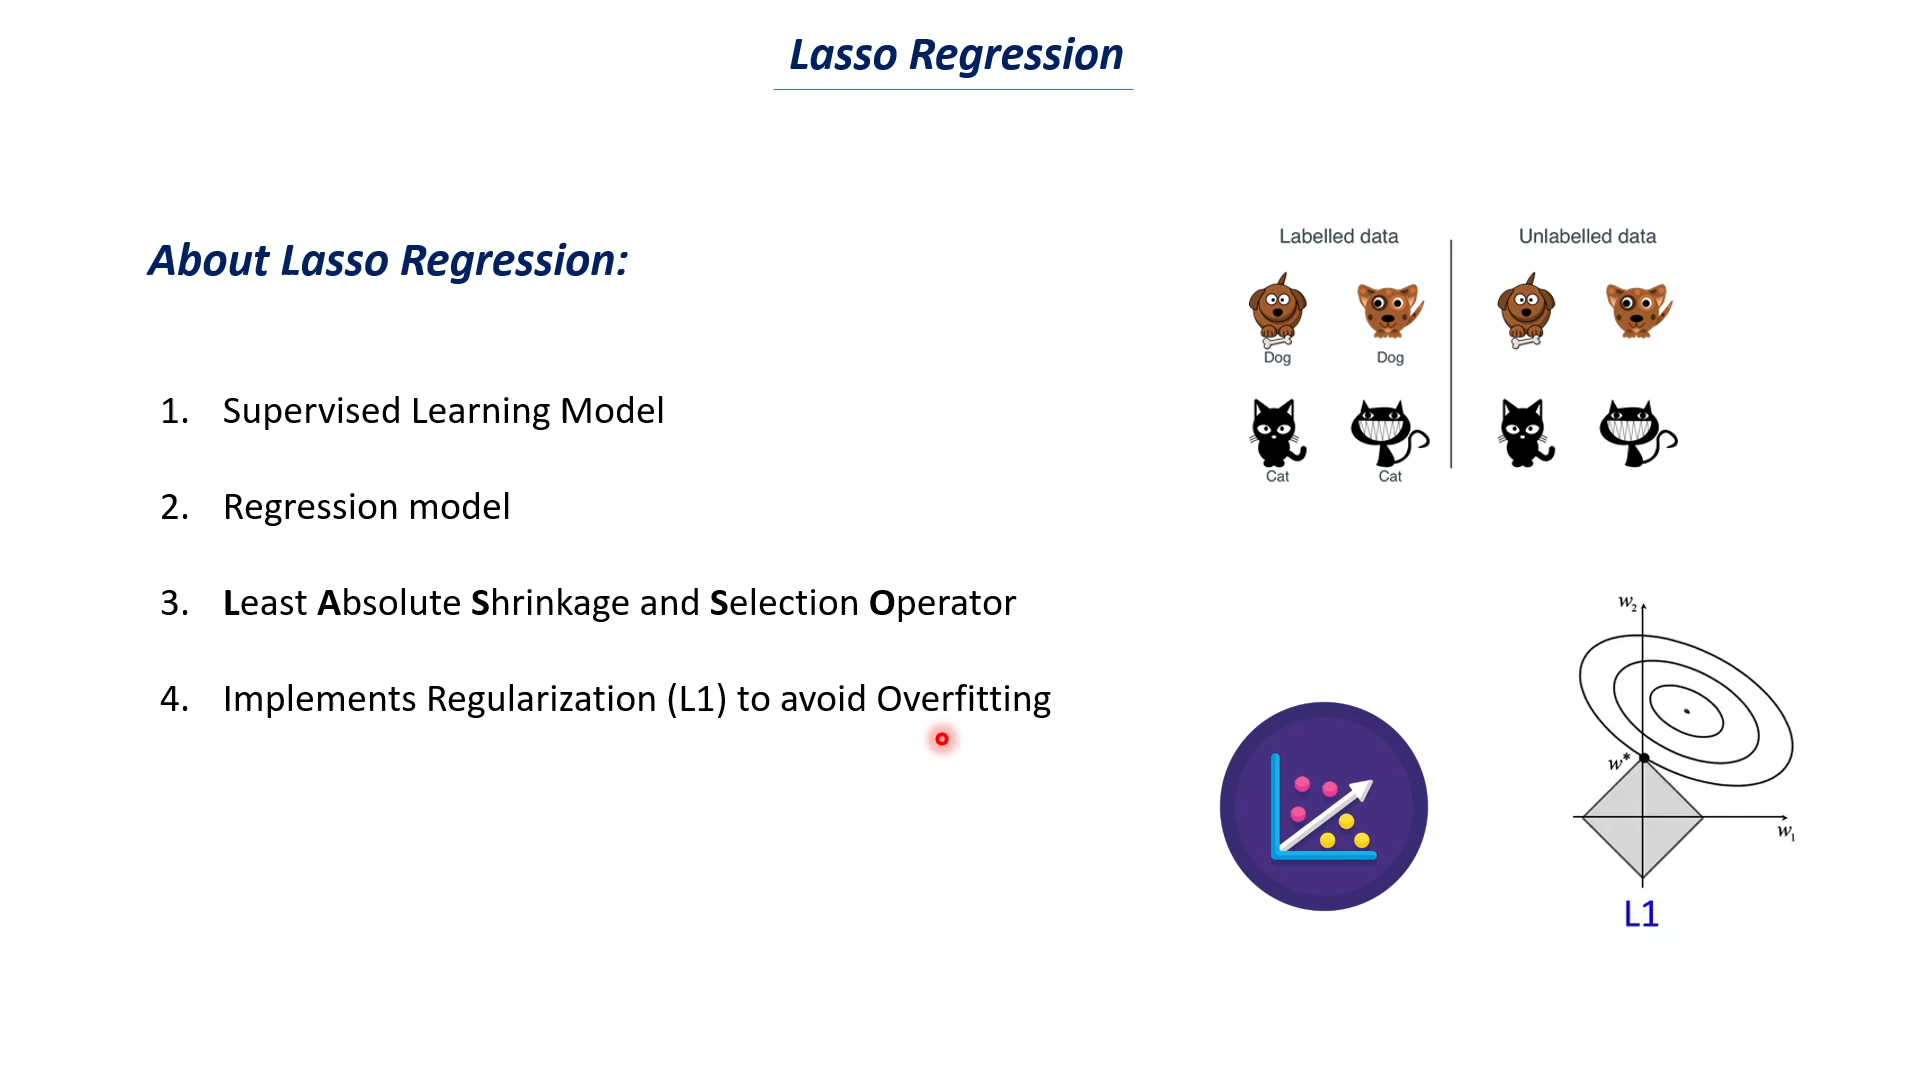 Lasso Regression
About Lasso Regression:
1. Supervised Learning Model
2. Regression model
3. Least Absolute Shrinkage and Selection Operator
4. Implements Regularization (L1) to avoid Overfitting
Labelled data
Unlabelled data
Dog
Dog
Cat
Cat
w₂
w*
w₁
L1